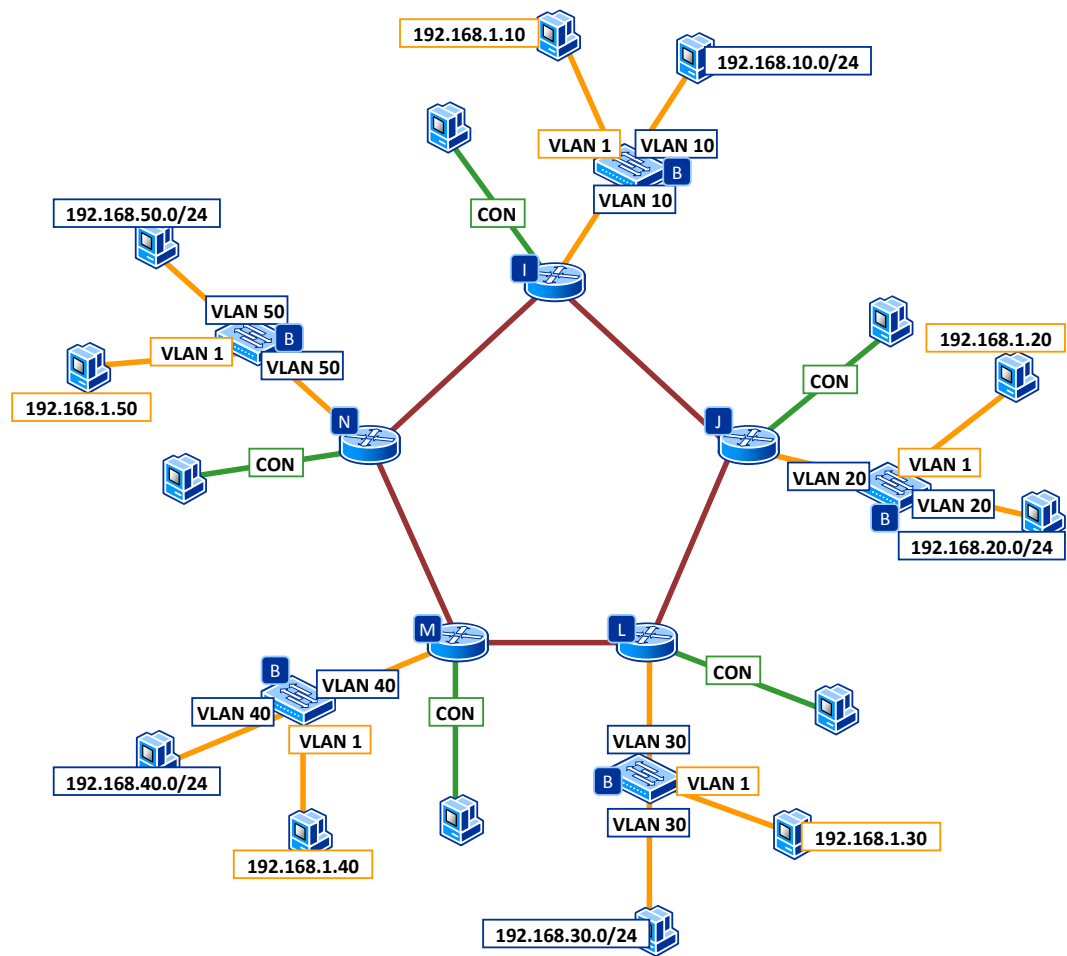 192.168.1.10
192.168.10.0/24
VLAN 1
VLAN 10
B
VLAN 10
CON
I
192.168.50.0/24
VLAN 50
B
VLAN 1
VLAN 50
192.168.1.50
N
CON
192.168.1.20
CON
J
VLAN 1
VLAN 20
VLAN 20
B
192.168.20.0/24
M
L
B
VLAN 40
VLAN 40
CON
CON
VLAN 1
192.168.40.0/24
192.168.1.40
VLAN 30
B
VLAN 1
VLAN 30
192.168.1.30
192.168.30.0/24